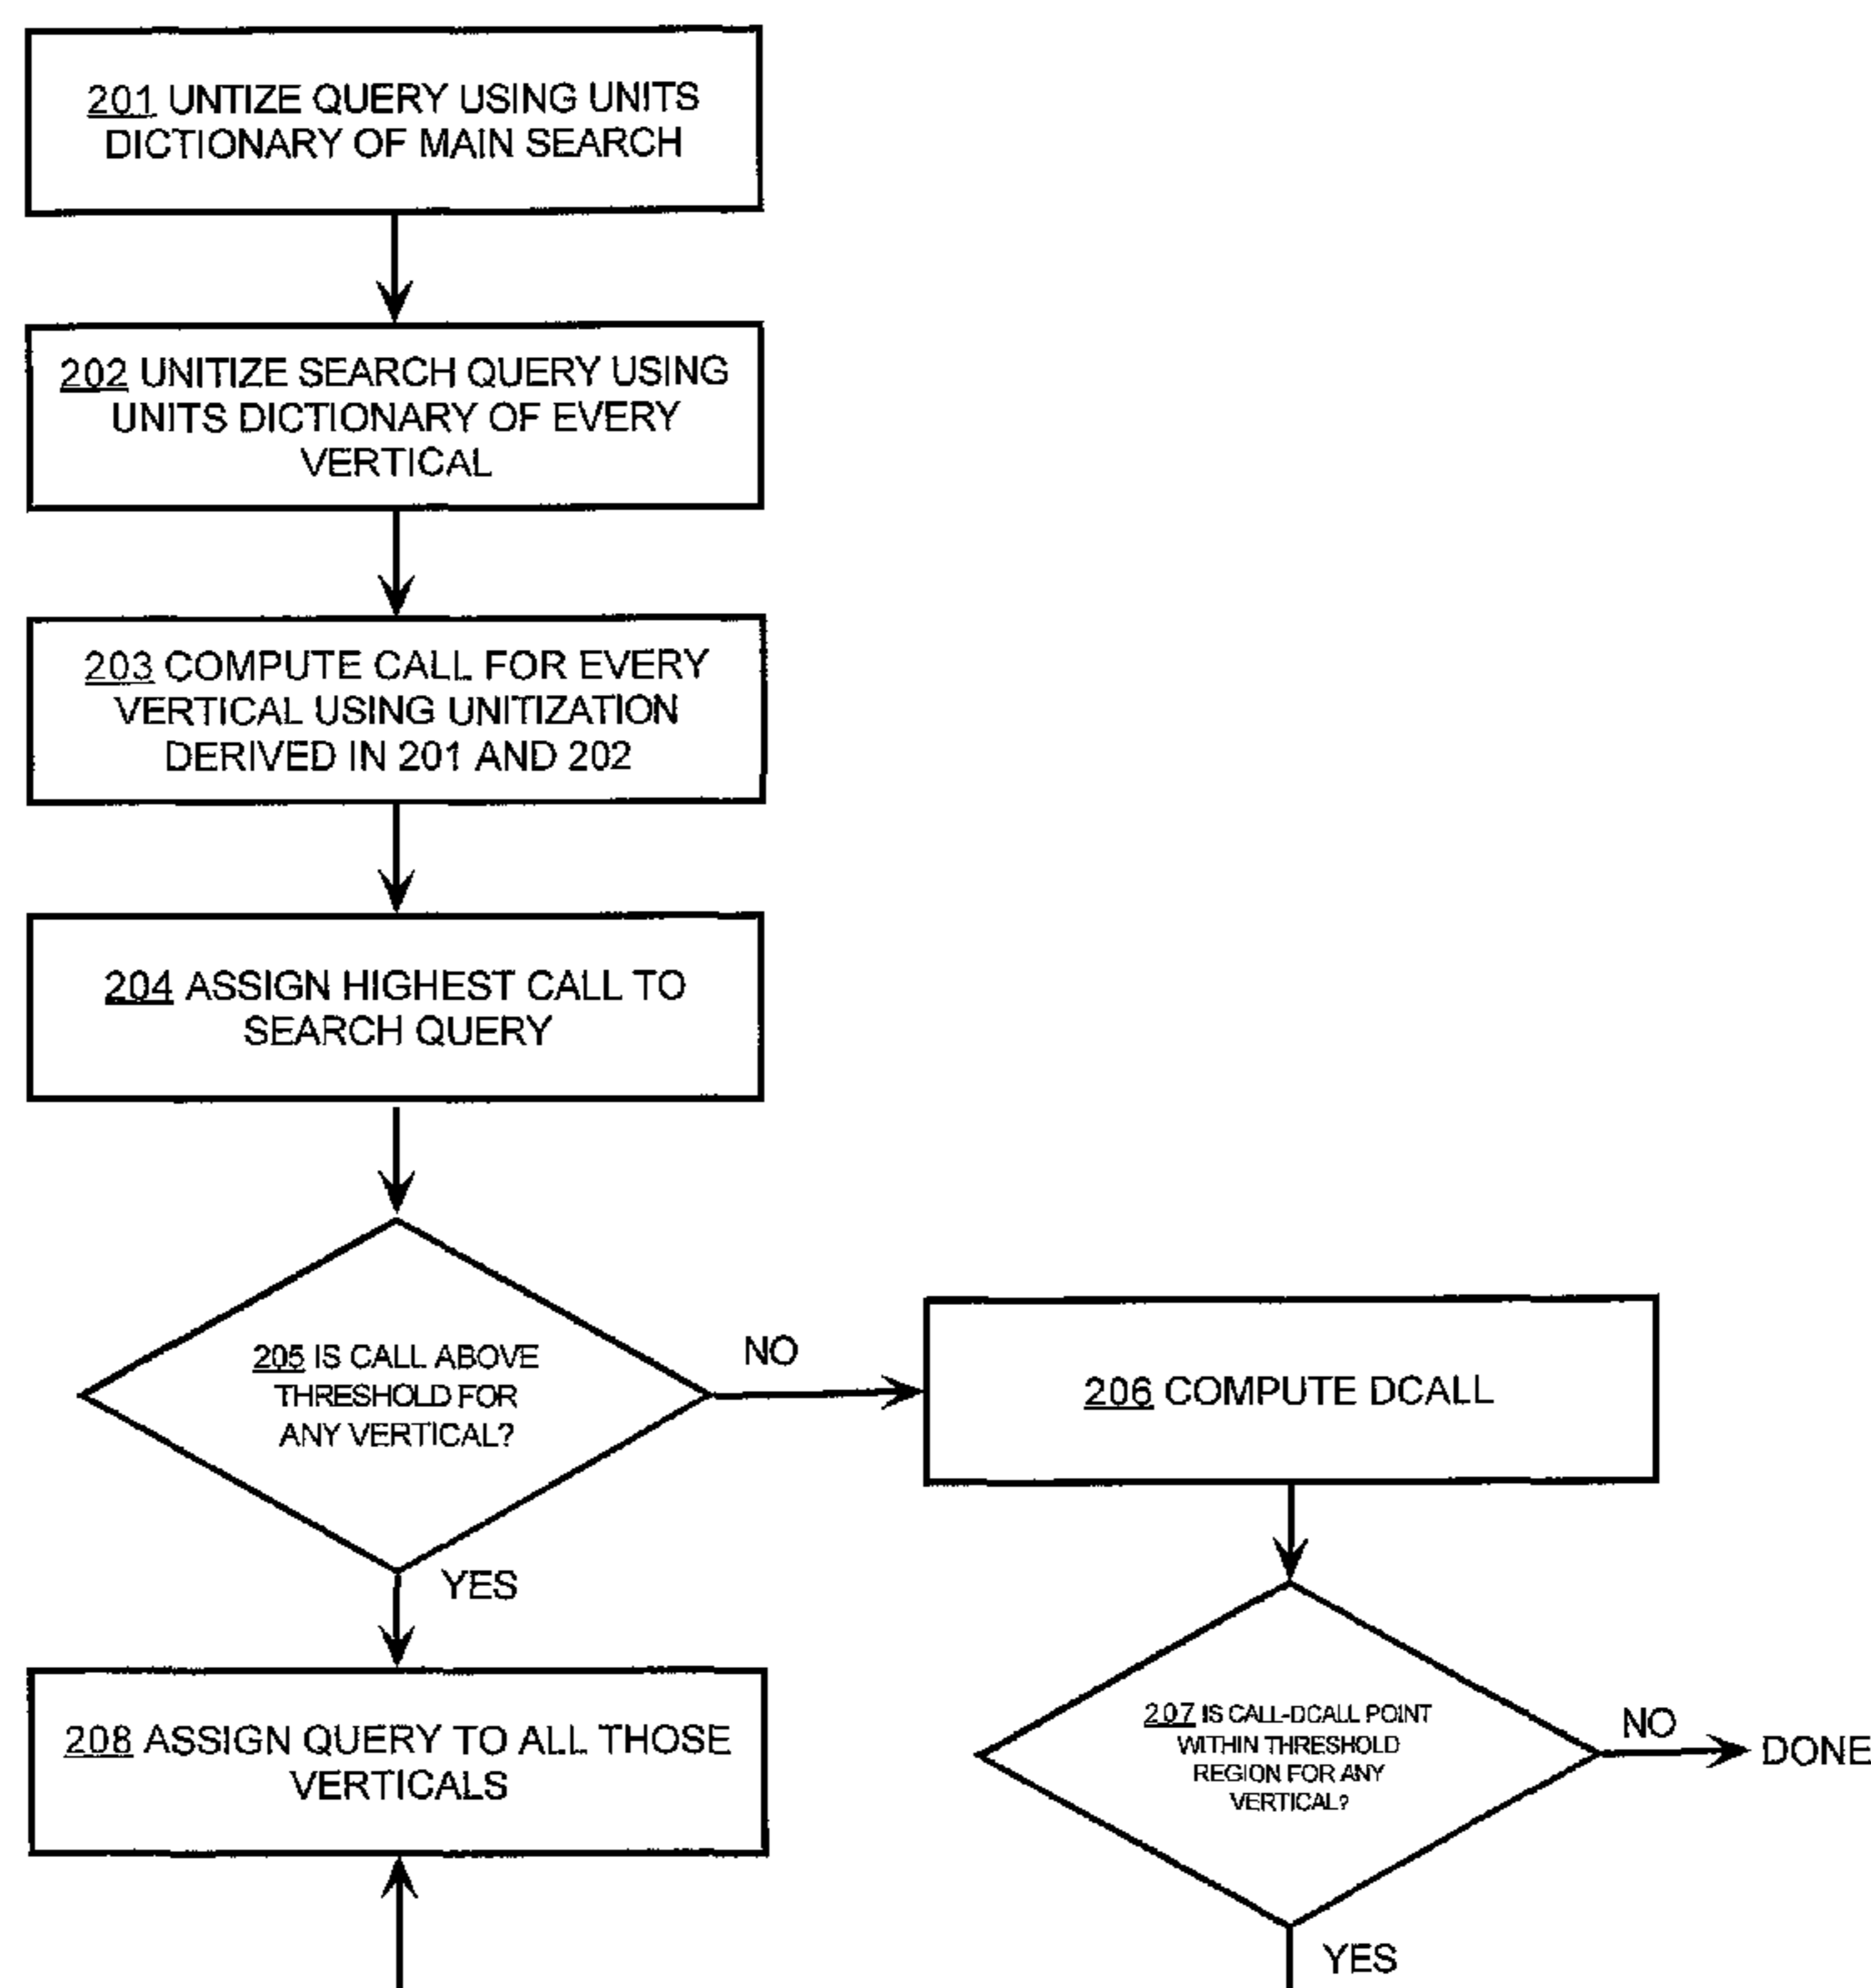 201 UNTIZE QUERY USING UNITS
DICTIONARY OF MAIN SEARCH
202 UNITIZE SEARCH QUERY USING
UNITS DICTIONARY OF EVERY
VERTICAL
203 COMPUTE CALL FOR EVERY
VERTICAL USING UNITIZATION
DERIVED IN 201 AND 202
204 ASSIGN HIGHEST CALL TO
SEARCH QUERY
205 IS CALL ABOVE
THRESHOLD FOR
ANY VERTICAL?
NO
206 COMPUTE DCALL
YES
208 ASSIGN QUERY TO ALL THOSE
VERTICALS
207 IS CALL-DCALL POINT
WITHIN THRESHOLD
REGION FOR ANY
VERTICAL?
NO
DONE
YES